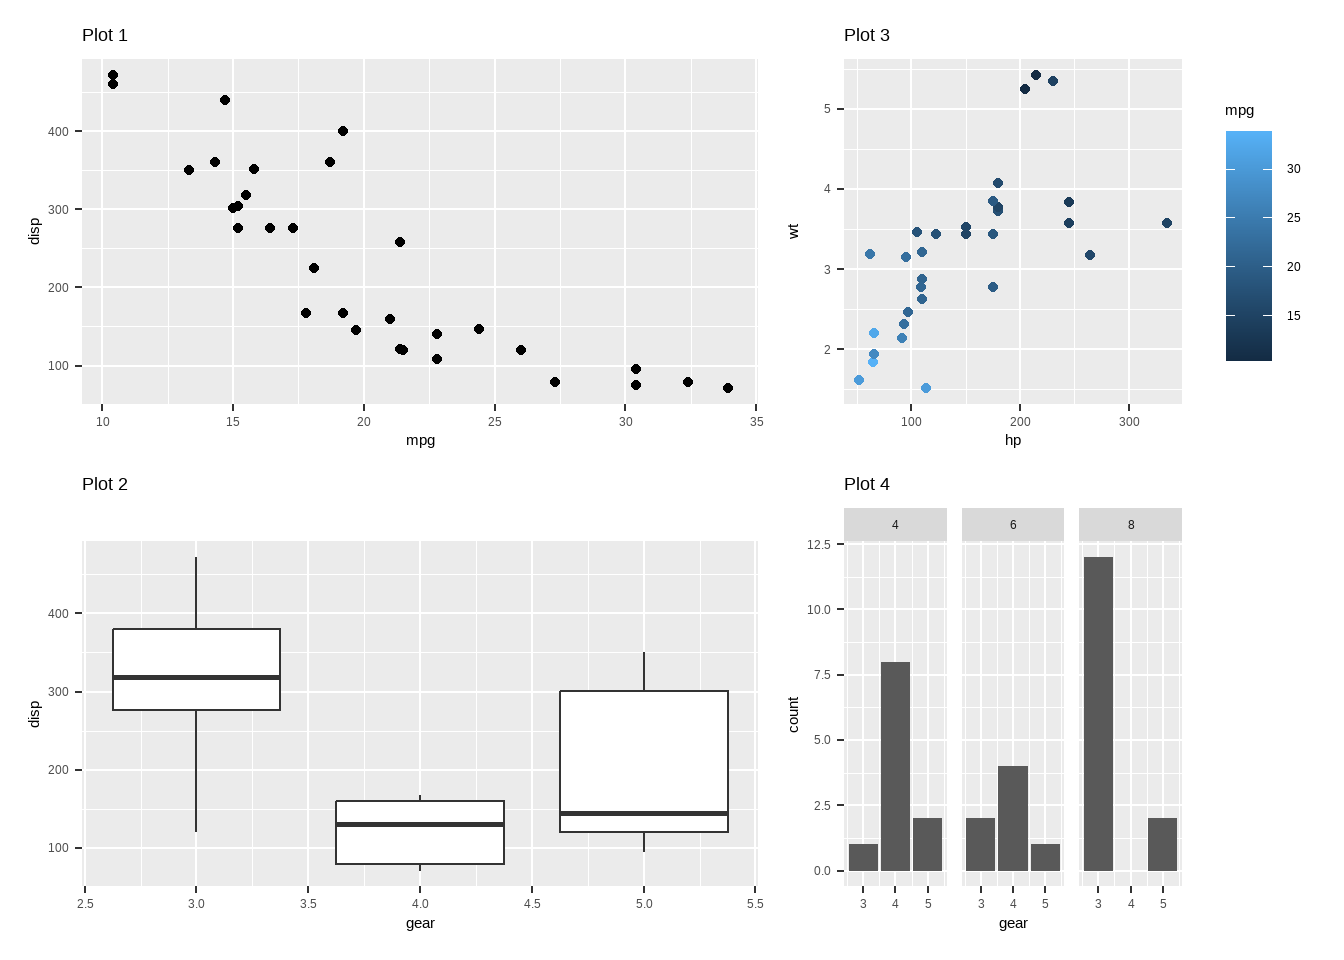 Plot 1
disp
400
300
200
100
10 15 20 25 30 35
mpg
Plot 3
wt
5
4
3
2
100 200 300
hp
mpg
30
25
20
15
Plot 2
disp
400
300
200
100
2.5 3.0 3.5 4.0 4.5 5.0 5.5
gear
Plot 4
4 6 8
count
12.5
10.0
7.5
5.0
2.5
0.0
3 4 5 3 4 5 3 4 5
gear